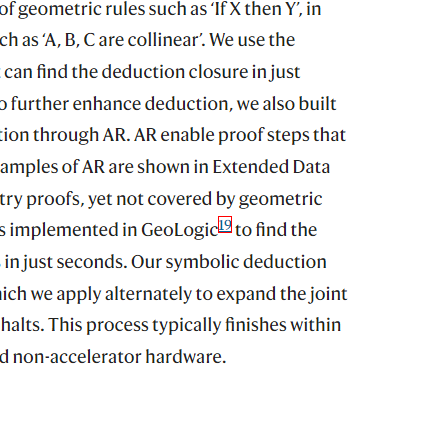 of geometric rules such as ‘If X then Y’, in
ch as ‘A, B, C are collinear’. We use the
can find the deduction closure in just
o further enhance deduction, we also built
tion through AR. AR enable proof steps that
amples of AR are shown in Extended Data
try proofs, yet not covered by geometric
s implemented in GeoLogic19 to find the
in just seconds. Our symbolic deduction
ich we apply alternately to expand the joint
halts. This process typically finishes within
d non-accelerator hardware.